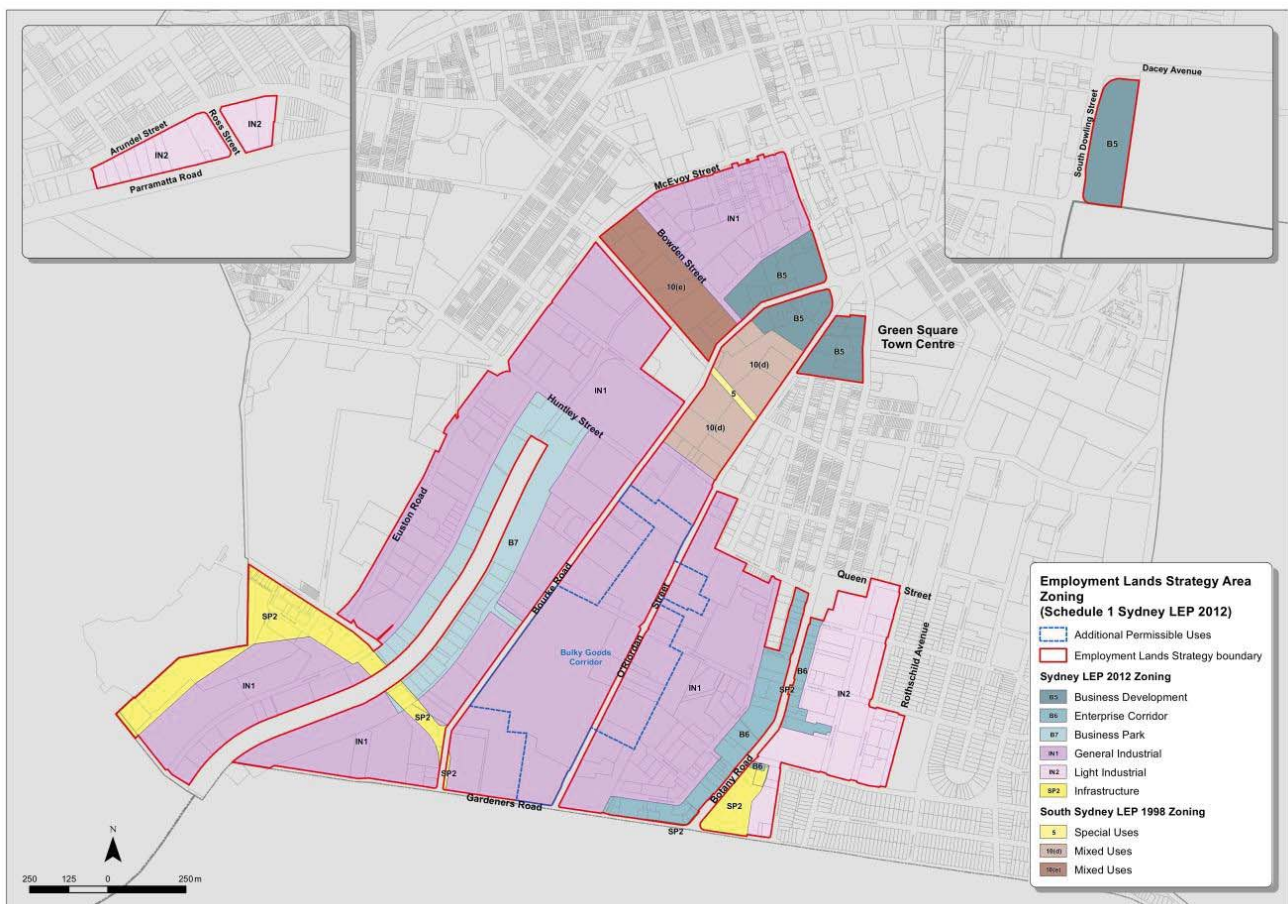 Arundel Street
Ross Street
IN2
IN2
Parramatta Road
Dacey Avenue
South Dowling Street
B5
McEvoy Street
IN1
Bowden Street
10(e)
B5
B5
B5
Green Square
Town Centre
10(d)
5
10(d)
IN1
Huntley Street
Euston Road
B7
Bourke Road
O'Riordan Street
Bulky Goods
Corridor
Queen Street
Rothschild Avenue
SP2
IN1
SP2
IN1
SP2
IN1
SP2
B6
IN2
B6
Botany Road
B6
SP2
Gardeners Road
SP2
N
250 125 0 250 m
Employment Lands Strategy Area
Zoning
(Schedule 1 Sydney LEP 2012)
Additional Permissible Uses
Employment Lands Strategy boundary
Sydney LEP 2012 Zoning
B5 Business Development
B6 Enterprise Corridor
B7 Business Park
IN1 General Industrial
IN2 Light Industrial
SP2 Infrastructure
South Sydney LEP 1998 Zoning
5 Special Uses
10(d) Mixed Uses
10(e) Mixed Uses